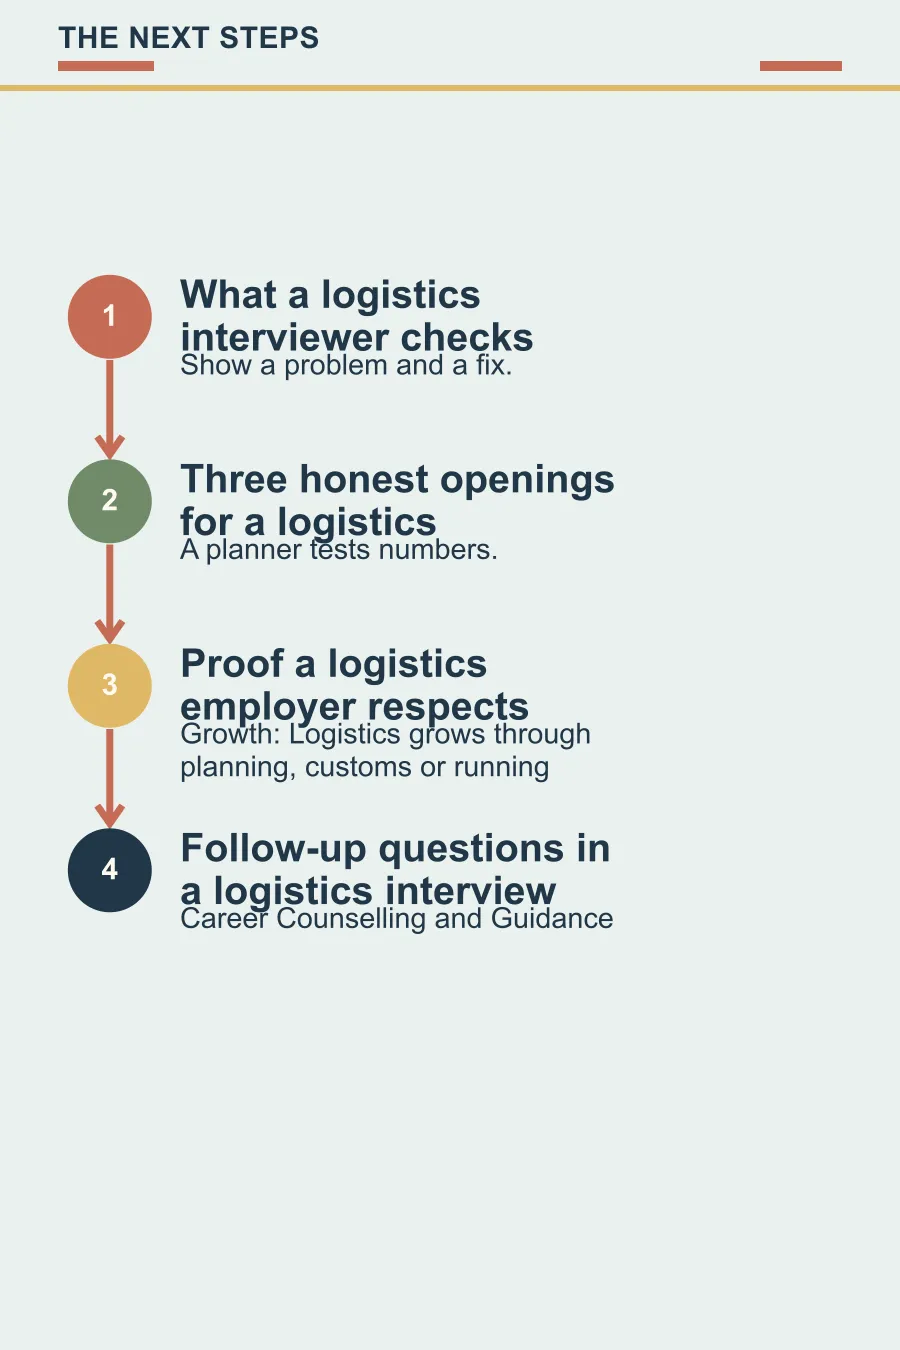 THE NEXT STEPS
1
What a logistics
interviewer checks
Show a problem and a fix.
2
Three honest openings
for a logistics
A planner tests numbers.
3
Proof a logistics
employer respects
Growth: Logistics grows through
planning, customs or running
4
Follow-up questions in
a logistics interview
Career Counselling and Guidance